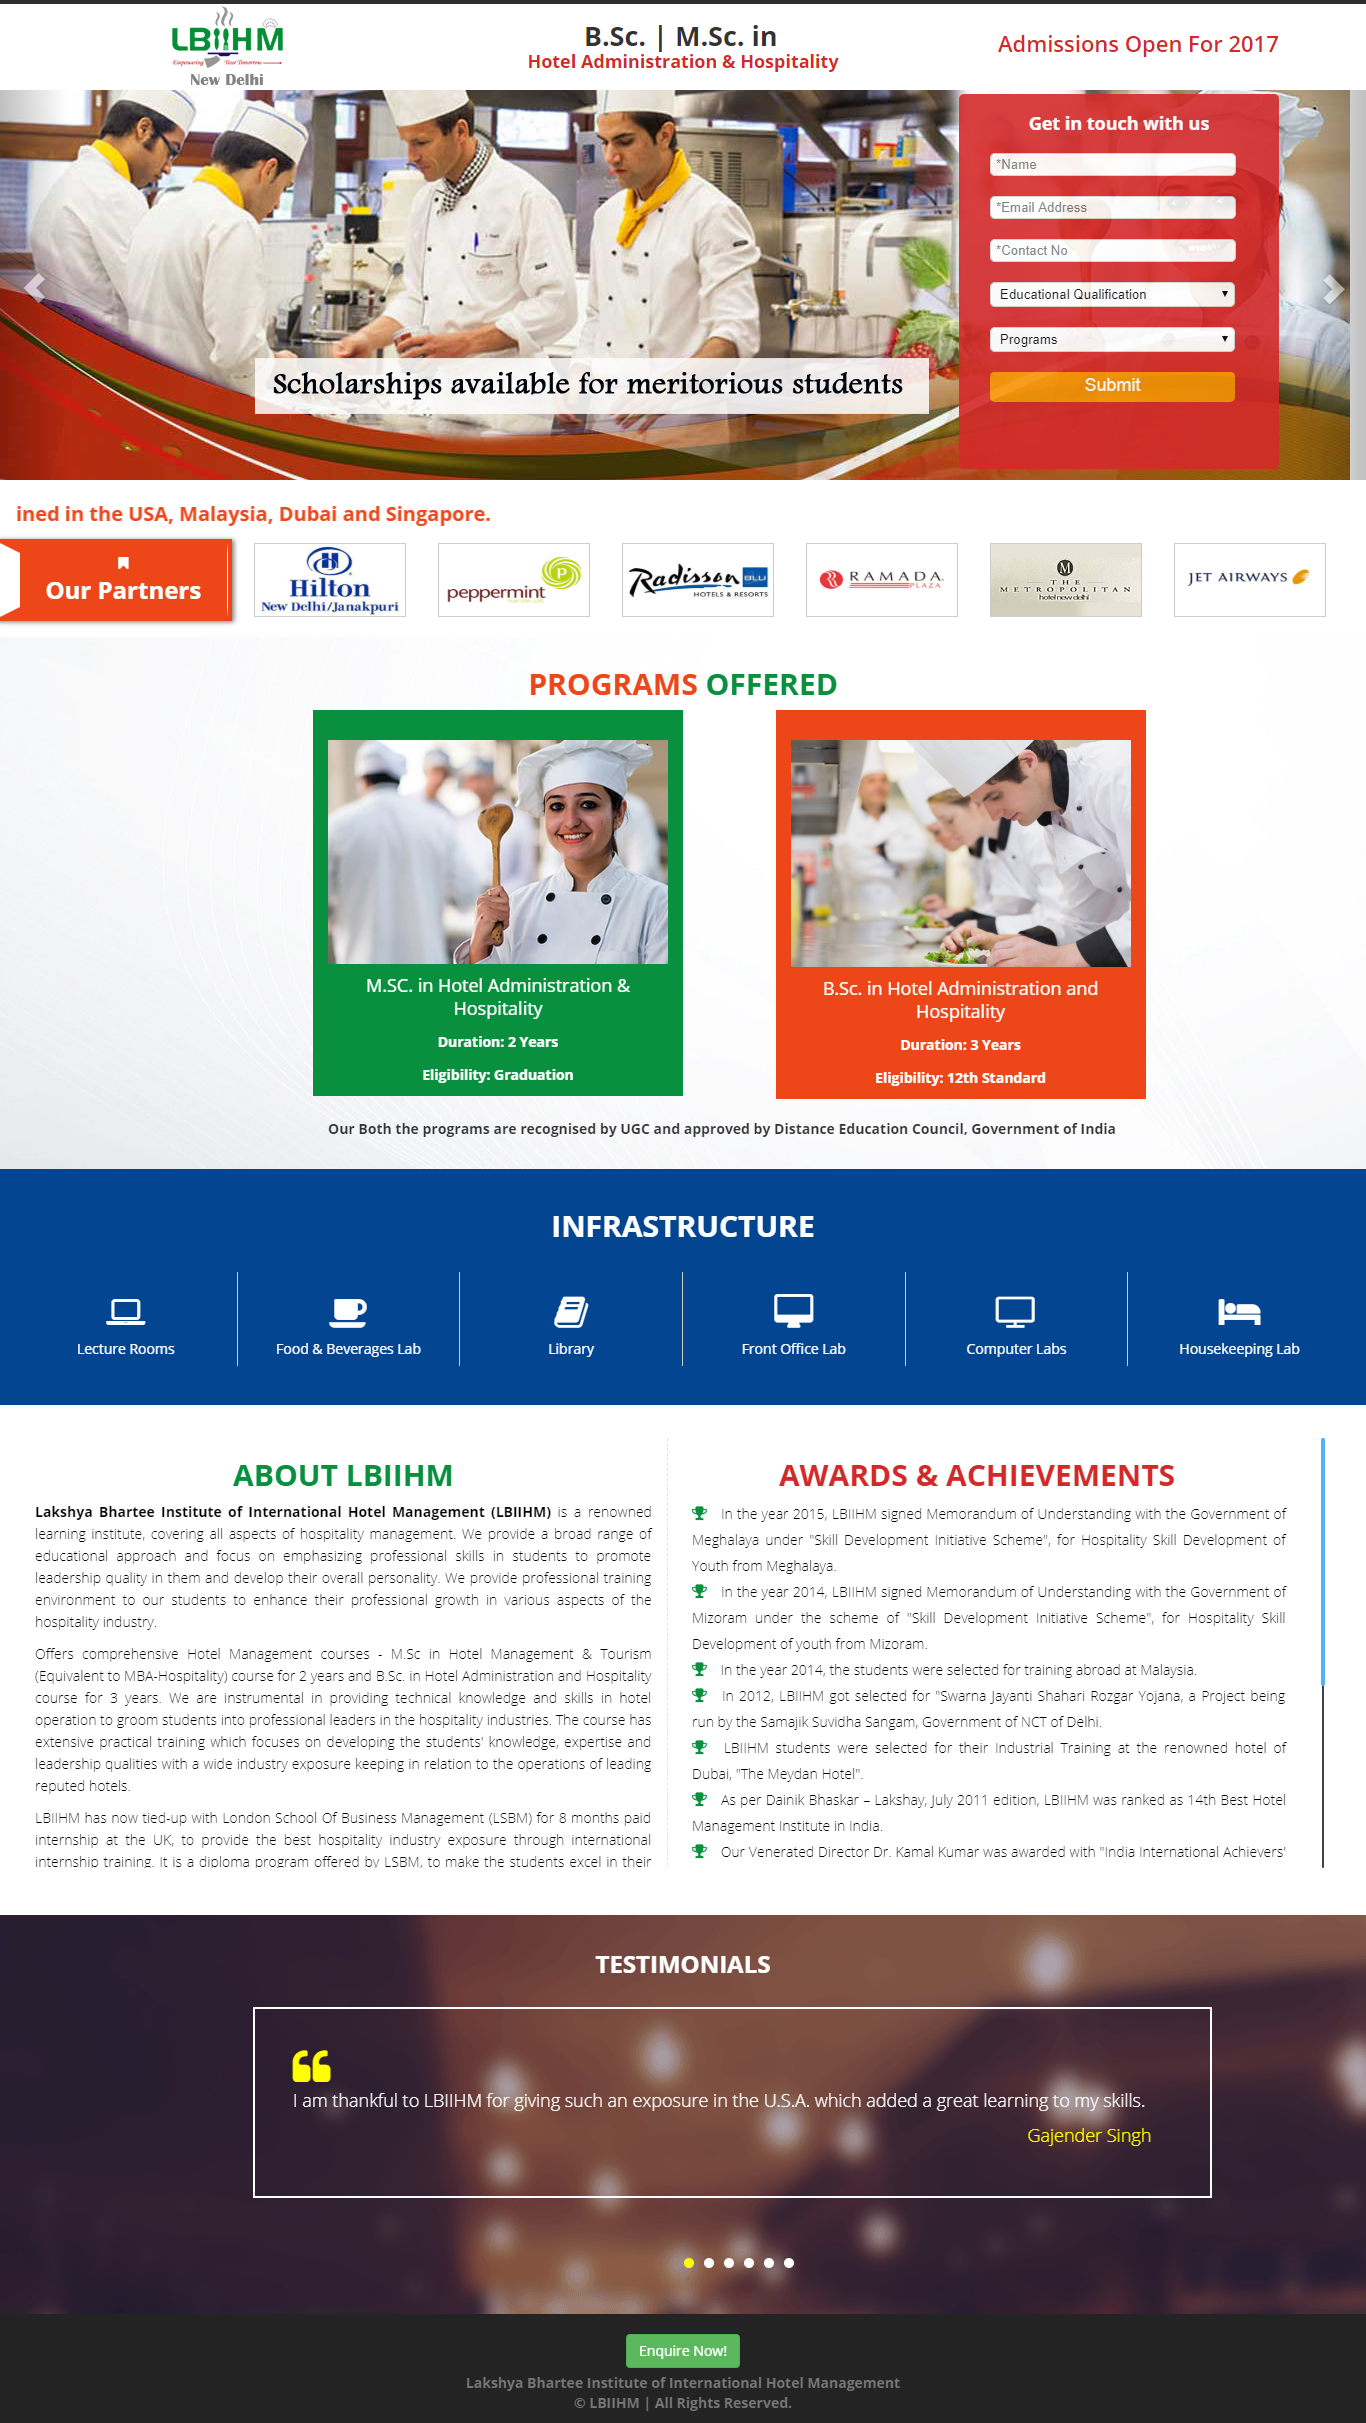 LBIIHM
Empowering Your Tomorrow
New Delhi
B.Sc. | M.Sc. in
Hotel Administration & Hospitality
Admissions Open For 2017
Get in touch with us
*Name
*Email Address
*Contact No
Educational Qualification
Programs
Submit
Scholarships available for meritorious students
ined in the USA, Malaysia, Dubai and Singapore.
Our Partners
Hilton
New Delhi/Janakpuri
peppermint
Radisson BLU
HOTELS & RESORTS
RAMADA
PLAZA
M
THE
METROPOLITAN
hotel new delhi
JET AIRWAYS
PROGRAMS OFFERED
M.SC. in Hotel Administration &
Hospitality
Duration: 2 Years
Eligibility: Graduation
B.Sc. in Hotel Administration and
Hospitality
Duration: 3 Years
Eligibility: 12th Standard
Our Both the programs are recognised by UGC and approved by Distance Education Council, Government of India
INFRASTRUCTURE
Lecture Rooms
Food & Beverages Lab
Library
Front Office Lab
Computer Labs
Housekeeping Lab
ABOUT LBIIHM
Lakshya Bhartee Institute of International Hotel Management (LBIIHM) is a renowned
learning institute, covering all aspects of hospitality management. We provide a broad range of
educational approach and focus on emphasizing professional skills in students to promote
leadership quality in them and develop their overall personality. We provide professional training
environment to our students to enhance their professional growth in various aspects of the
hospitality industry.
Offers comprehensive Hotel Management courses - M.Sc in Hotel Management & Tourism
(Equivalent to MBA-Hospitality) course for 2 years and B.Sc. in Hotel Administration and Hospitality
course for 3 years. We are instrumental in providing technical knowledge and skills in hotel
operation to groom students into professional leaders in the hospitality industries. The course has
extensive practical training which focuses on developing the students' knowledge, expertise and
leadership qualities with a wide industry exposure keeping in relation to the operations of leading
reputed hotels.
LBIIHM has now tied-up with London School Of Business Management (LSBM) for 8 months paid
internship at the UK, to provide the best hospitality industry exposure through international
internship training. It is a diploma program offered by LSBM, to make the students excel in their
AWARDS & ACHIEVEMENTS
In the year 2015, LBIIHM signed Memorandum of Understanding with the Government of
Meghalaya under "Skill Development Initiative Scheme", for Hospitality Skill Development of
Youth from Meghalaya.
In the year 2014, LBIIHM signed Memorandum of Understanding with the Government of
Mizoram under the scheme of "Skill Development Initiative Scheme", for Hospitality Skill
Development of youth from Mizoram.
In the year 2014, the students were selected for training abroad at Malaysia.
In 2012, LBIIHM got selected for "Swarna Jayanti Shahari Rozgar Yojana, a Project being
run by the Samajik Suvidha Sangam, Government of NCT of Delhi.
LBIIHM students were selected for their Industrial Training at the renowned hotel of
Dubai, "The Meydan Hotel".
As per Dainik Bhaskar – Lakshay, July 2011 edition, LBIIHM was ranked as 14th Best Hotel
Management Institute in India.
Our Venerated Director Dr. Kamal Kumar was awarded with "India International Achievers'
TESTIMONIALS
I am thankful to LBIIHM for giving such an exposure in the U.S.A. which added a great learning to my skills.
Gajender Singh
Enquire Now!
Lakshya Bhartee Institute of International Hotel Management
© LBIIHM | All Rights Reserved.